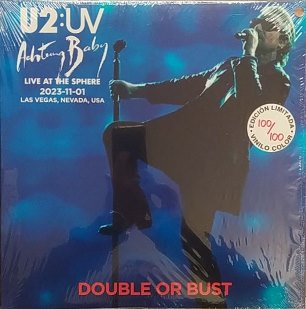 U2:UV
Achtung Baby
LIVE AT THE SPHERE
2023-11-01
LAS VEGAS, NEVADA, USA
• EDICIÓN LIMITADA •
100/100
VINILO COLOR
DOUBLE OR BUST